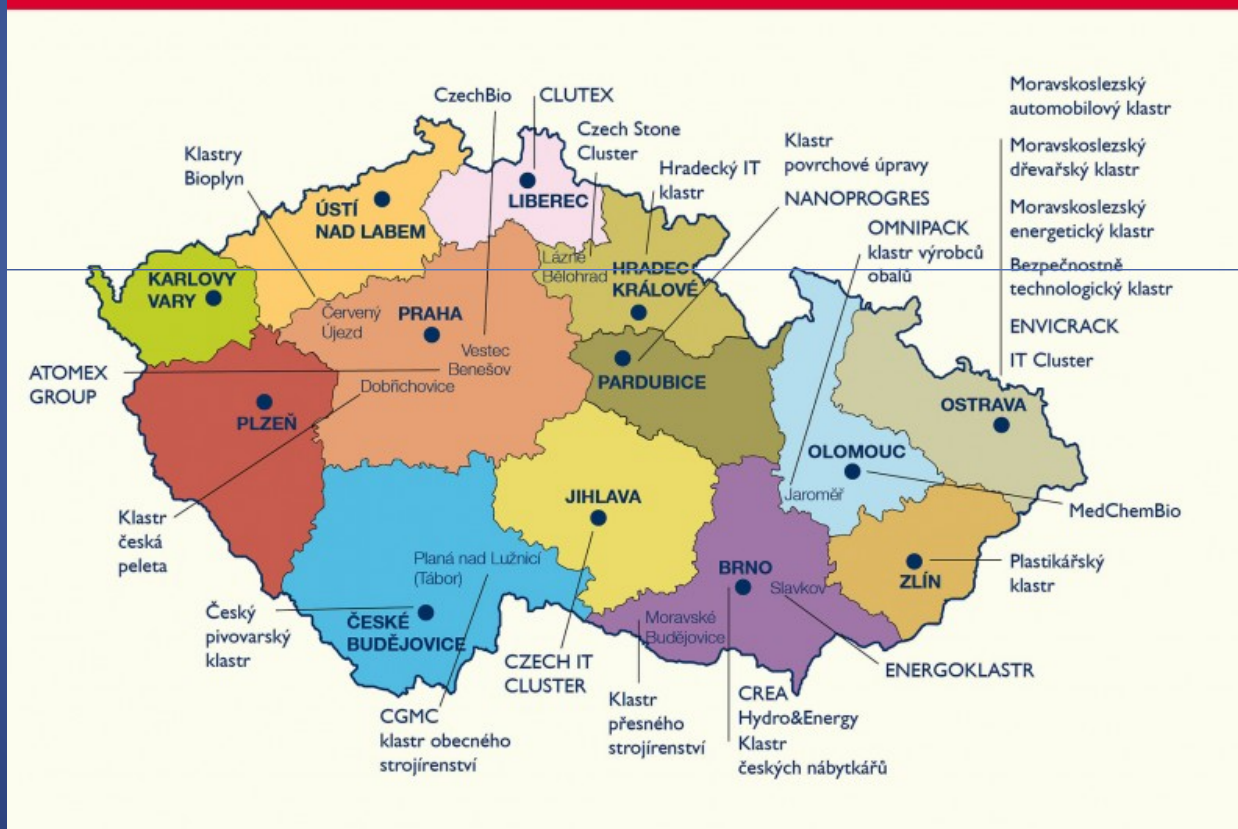 CzechBio
CLUTEX
Czech Stone
Cluster
Klastry
Bioplyn
Hradecký IT
klastr
Klastr
povrchové úpravy
NANOPROGRES
OMNIPACK
klastr výrobců
obalů
Moravskoslezský
automobilový klastr
Moravskoslezský
dřevařský klastr
Moravskoslezský
energetický klastr
Bezpečnostně
technologický klastr
ENVICRACK
IT Cluster
ÚSTÍ
NAD LABEM
LIBEREC
Lázně
Bělohrad
HRADEC
KRÁLOVÉ
KARLOVY
VARY
Červený
Újezd
PRAHA
Vestec
Benešov
Dobřichovice
PARDUBICE
ATOMEX
GROUP
PLZEŇ
OSTRAVA
OLOMOUC
Jaroměř
JIHLAVA
MedChemBio
Klastr
česká
peleta
Planá nad Lužnicí
(Tábor)
BRNO
Slavkov
ZLÍN
Plastikářský
klastr
Český
pivovarský
klastr
ČESKÉ
BUDĚJOVICE
Moravské
Budějovice
CZECH IT
CLUSTER
ENERGOKLASTR
CGMC
klastr obecného
strojírenství
Klastr
přesného
strojírenství
CREA
Hydro&Energy
Klastr
českých nábytkářů